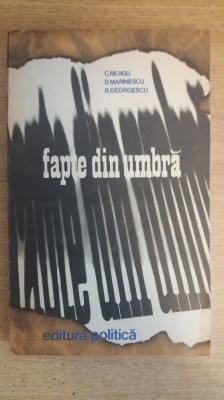 C.NEAGU
D.MARINESCU
R.GEORGESCU
fapte din umbră
editura politică